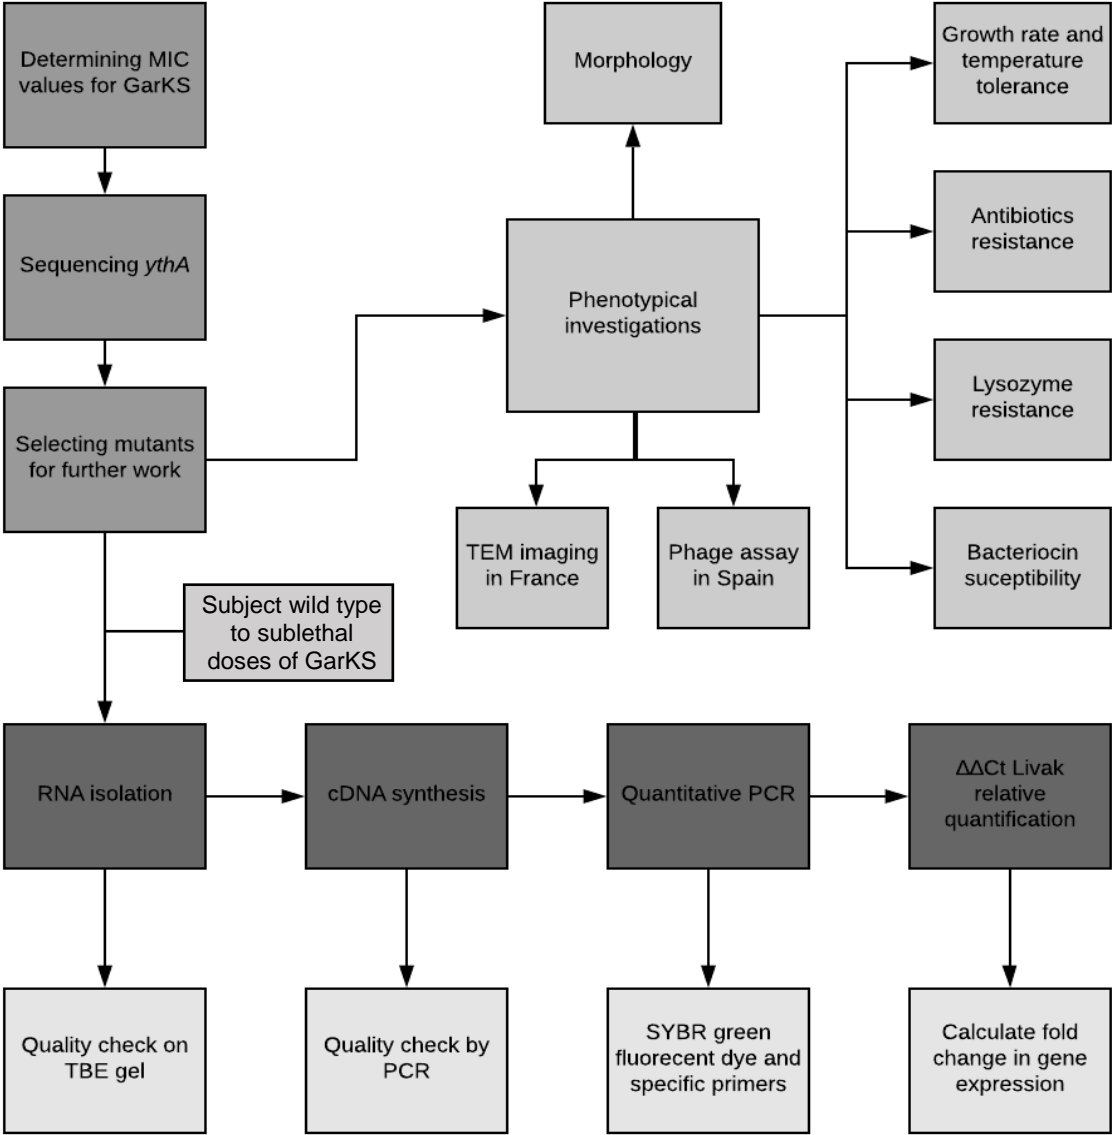 Determining MIC
values for GarKS
Morphology
Growth rate and
temperature
tolerance
Sequencing ythA
Antibiotics
resistance
Phenotypical
investigations
Selecting mutants
for further work
Lysozyme
resistance
TEM imaging
in France
Phage assay
in Spain
Bacteriocin
suceptibility
Subject wild type
to sublethal
doses of GarKS
RNA isolation
cDNA synthesis
Quantitative PCR
ΔΔCt Livak
relative
quantification
Quality check on
TBE gel
Quality check by
PCR
SYBR green
fluorecent dye and
specific primers
Calculate fold
change in gene
expression